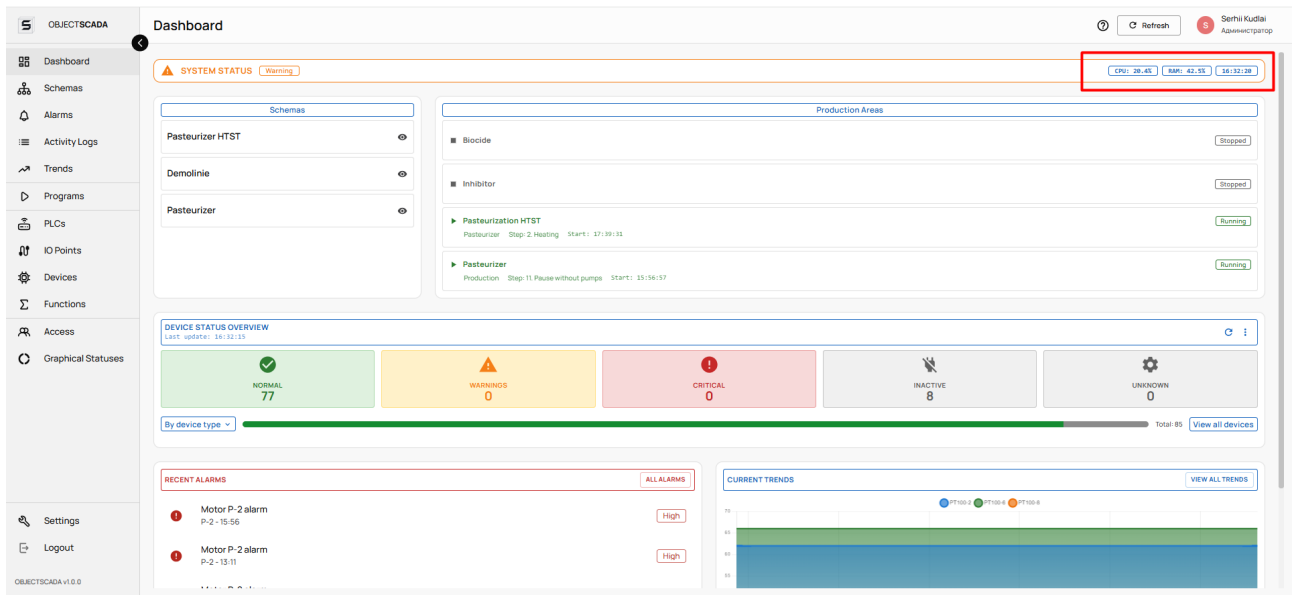 OBJECTSCADA
Dashboard
Refresh
S
Serhii Kudlai
Администратор
Dashboard
Schemas
Alarms
Activity Logs
Trends
Programs
PLCs
IO Points
Devices
Functions
Access
Graphical Statuses
Settings
Logout
OBJECTSCADA v1.0.0
SYSTEM STATUS Warning
CPU: 20.4% RAM: 42.5% 16:32:20
Schemas
Pasteurizer HTST
Demolinie
Pasteurizer
Production Areas
Biocide Stopped
Inhibitor Stopped
Pasteurization HTST Running
Pasteurizer Step: 2. Heating Start: 17:39:31
Pasteurizer Running
Production Step: 11. Pause without pumps Start: 15:56:57
DEVICE STATUS OVERVIEW
Last update: 16:32:15
NORMAL
77
WARNINGS
0
CRITICAL
0
INACTIVE
8
UNKNOWN
0
By device type Total: 85 View all devices
RECENT ALARMS ALL ALARMS
Motor P-2 alarm
P-2 - 15:56
High
Motor P-2 alarm
P-2 - 13:11
High
CURRENT TRENDS VIEW ALL TRENDS
PT100-2 PT100-6 PT100-8
70
65
60
55